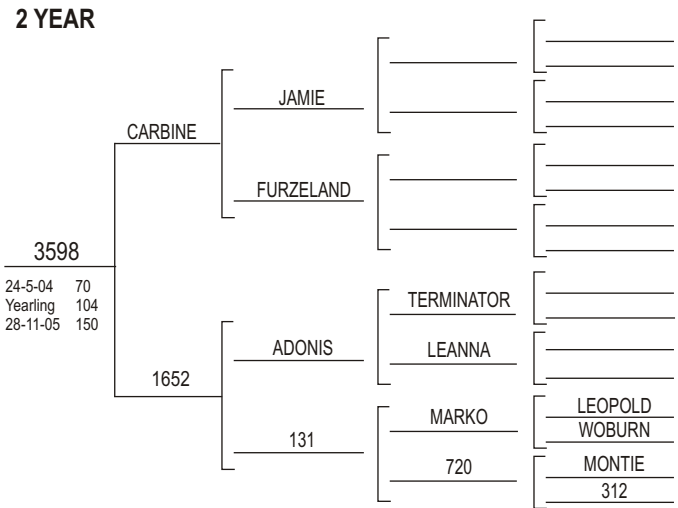 2 YEAR
JAMIE
CARBINE
FURZELAND
3598
24-5-04 70
Yearling 104
28-11-05 150
TERMINATOR
ADONIS
LEANNA
1652
MARKO
LEOPOLD
WOBURN
131
720
MONTIE
312